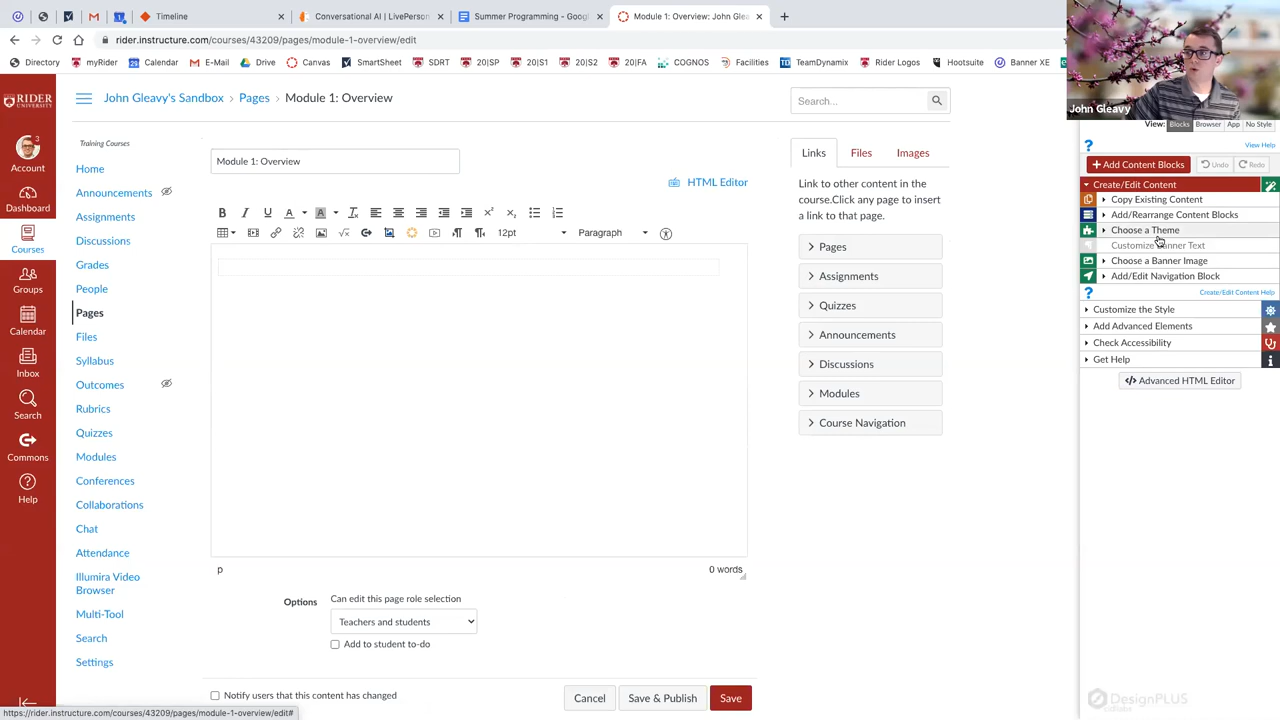 Timeline
Conversational AI | LivePerson
Summer Programming - Goog
Module 1: Overview: John Glea
rider.instructure.com/courses/43209/pages/module-1-overview/edit
Directory
myRider
Calendar
E-Mail
Drive
Canvas
SmartSheet
SDRT
20|SP
20|S1
20|S2
20|FA
COGNOS
Facilities
TeamDynamix
Rider Logos
Hootsuite
Banner XE
John Gleavy
RIDER
UNIVERSITY
3
Account
Dashboard
Courses
Groups
Calendar
Inbox
Search
Commons
Help
John Gleavy's Sandbox > Pages > Module 1: Overview
Search...
Training Courses
Home
Announcements
Assignments
Discussions
Grades
People
Pages
Files
Syllabus
Outcomes
Rubrics
Quizzes
Modules
Conferences
Collaborations
Chat
Attendance
Illumira Video
Browser
Multi-Tool
Search
Settings
Module 1: Overview
HTML Editor
12pt
Paragraph
p
0 words
Options
Can edit this page role selection
Teachers and students
Add to student to-do
Notify users that this content has changed
Cancel
Save & Publish
Save
Links
Files
Images
Link to other content in the
course.Click any page to insert
a link to that page.
Pages
Assignments
Quizzes
Announcements
Discussions
Modules
Course Navigation
View: Blocks Browser App No Style
View Help
+ Add Content Blocks
Undo
Redo
Create/Edit Content
Copy Existing Content
Add/Rearrange Content Blocks
Choose a Theme
Customize Banner Text
Choose a Banner Image
Add/Edit Navigation Block
Create/Edit Content Help
Customize the Style
Add Advanced Elements
Check Accessibility
Get Help
Advanced HTML Editor
DesignPLUS
cidilabs
https://rider.instructure.com/courses/43209/pages/module-1-overview/edit#